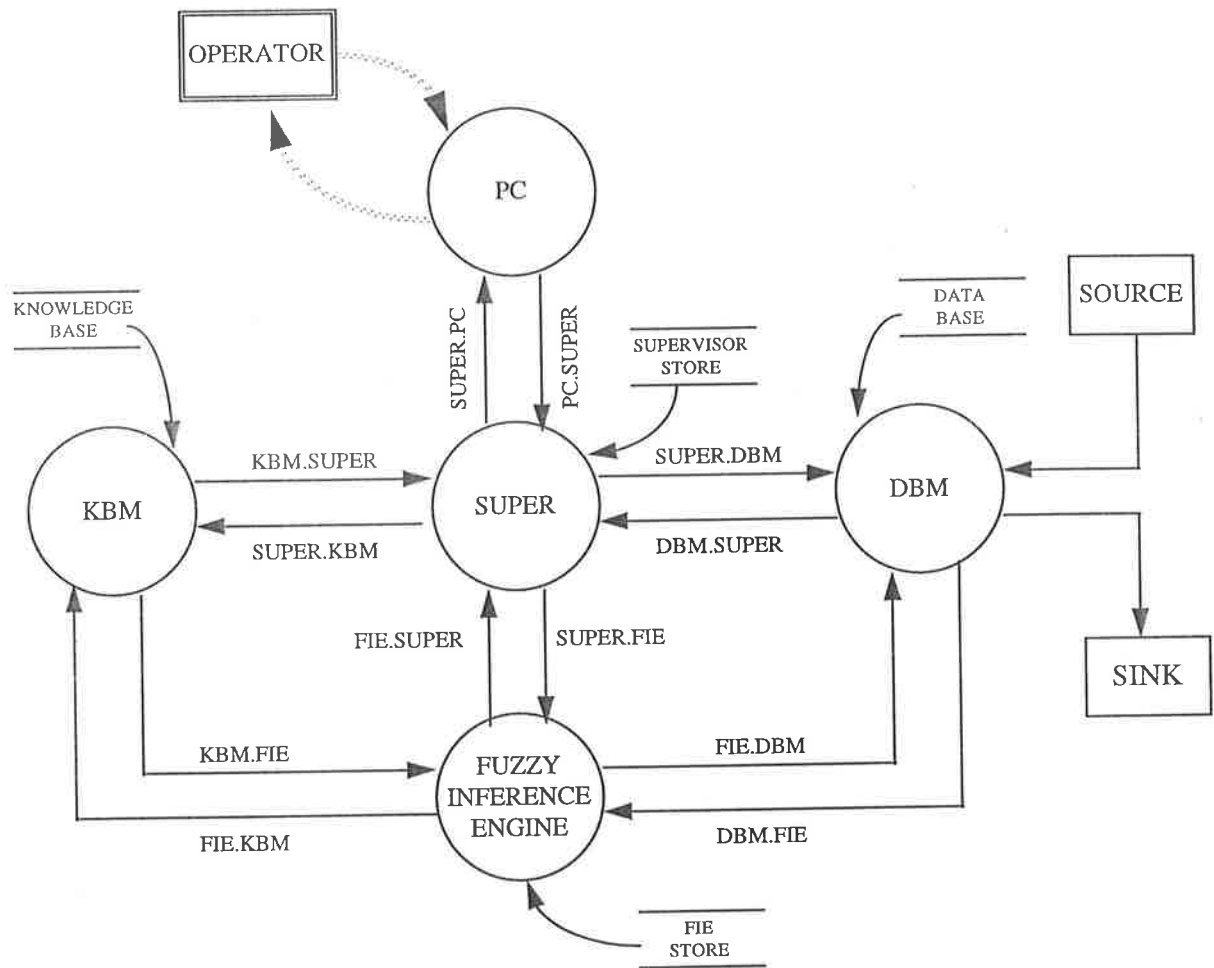 OPERATOR
PC
KNOWLEDGE
BASE
SUPER.PC
PC.SUPER
SUPERVISOR
STORE
DATA
BASE
SOURCE
KBM
KBM.SUPER
SUPER.KBM
SUPER
SUPER.DBM
DBM.SUPER
DBM
FIE.SUPER
SUPER.FIE
SINK
KBM.FIE
FIE.KBM
FUZZY
INFERENCE
ENGINE
FIE.DBM
DBM.FIE
FIE
STORE